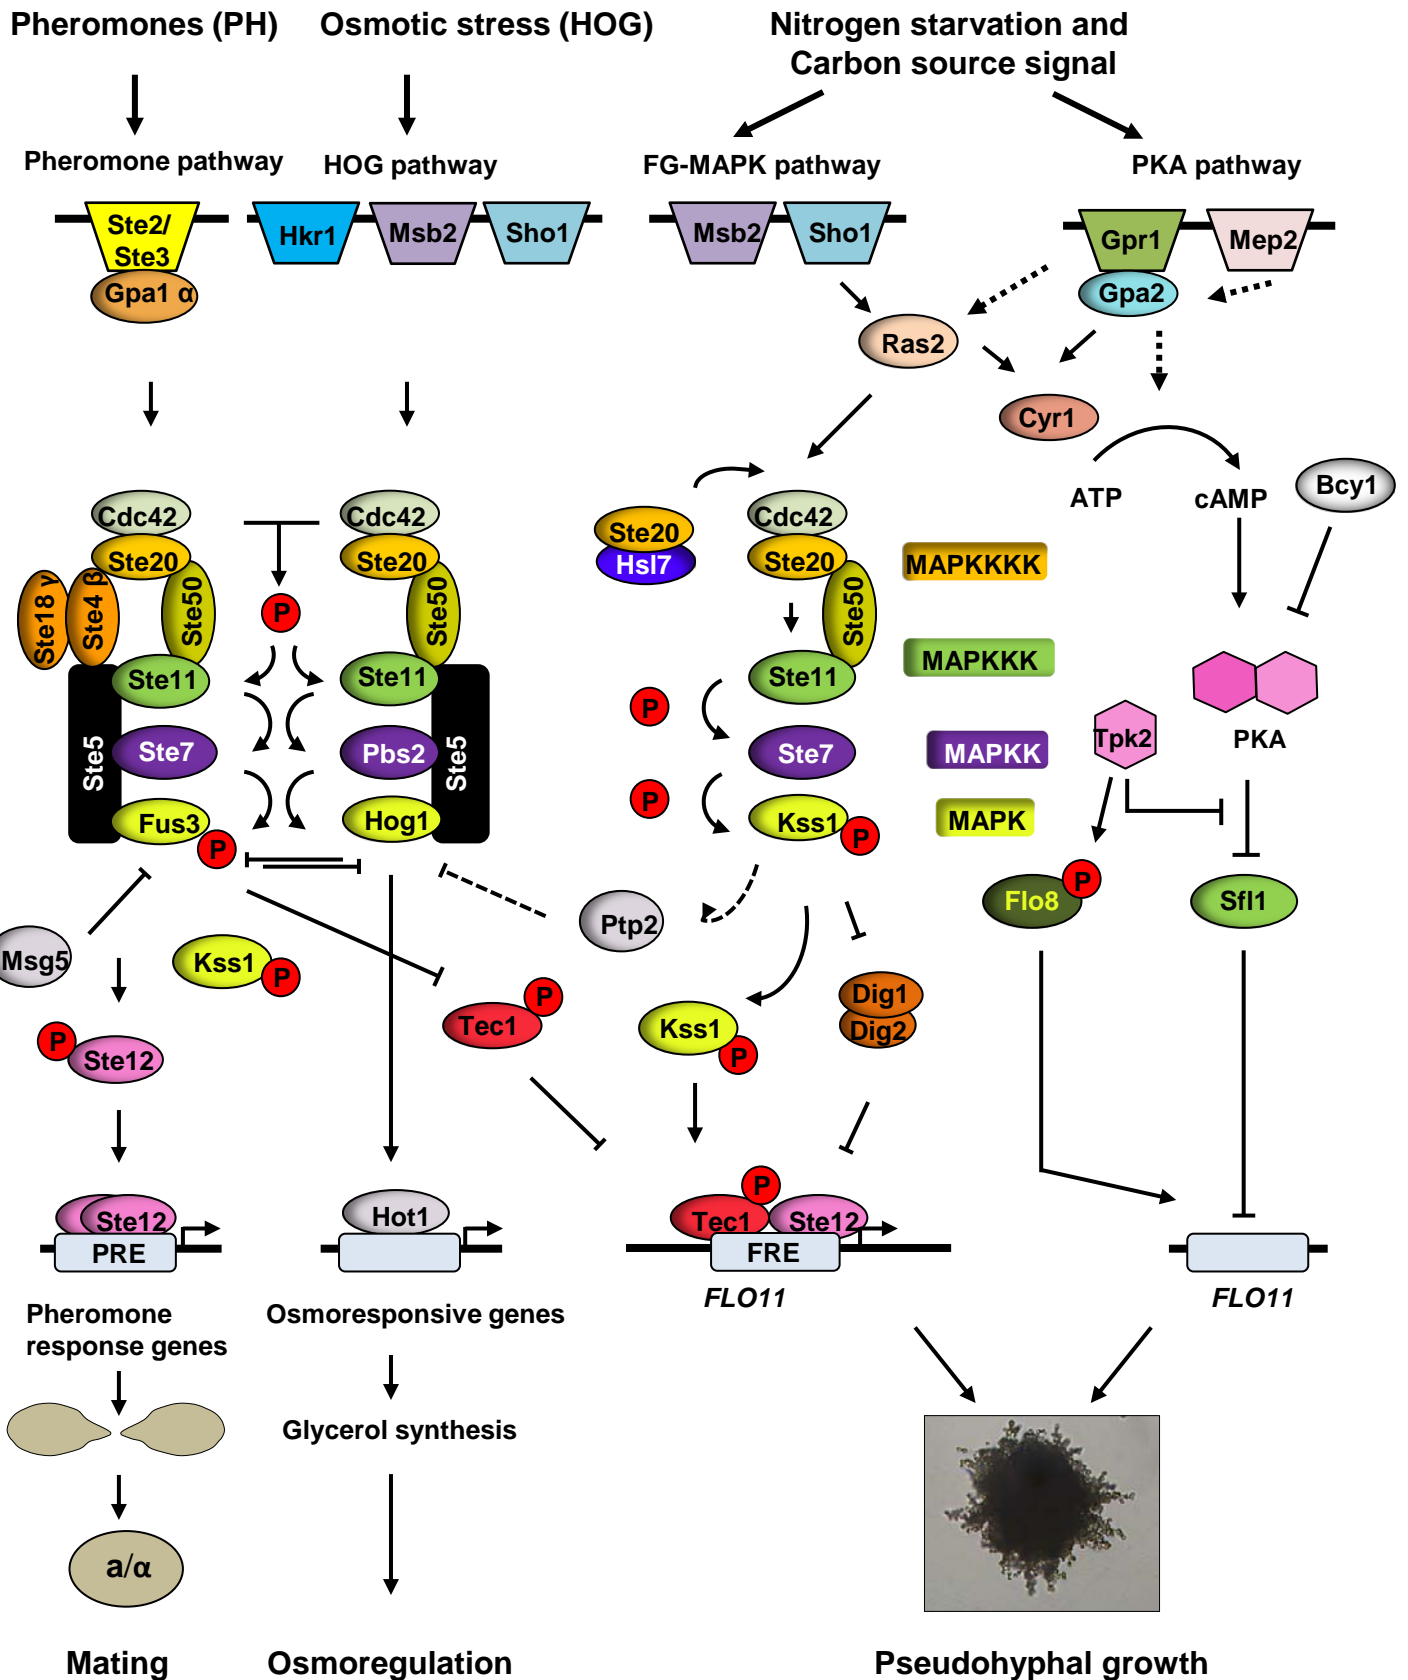 Pheromones (PH)
Osmotic stress (HOG)
Nitrogen starvation and
Carbon source signal
Pheromone pathway
HOG pathway
FG-MAPK pathway
PKA pathway
Ste2/
Ste3
Gpa1 α
Hkr1
Msb2
Sho1
Msb2
Sho1
Gpr1
Mep2
Gpa2
Ras2
Cyr1
ATP
cAMP
Bcy1
Cdc42
Ste20
Ste18 γ
Ste4 β
Ste50
P
Cdc42
Ste20
Ste50
Ste20
Hsl7
Cdc42
Ste20
Ste50
MAPKKKK
Ste11
Ste11
Ste11
MAPKKK
P
Ste5
Ste7
Pbs2
Ste5
Ste7
MAPKK
Tpk2
PKA
P
Fus3
P
Hog1
Kss1
P
MAPK
Flo8
P
Sfl1
Msg5
Kss1
P
Ptp2
Tec1
P
Kss1
P
Dig1
Dig2
P
Ste12
Ste12
PRE
Hot1
P
Tec1
Ste12
FRE
FLO11
FLO11
Pheromone
response genes
Osmoresponsive genes
Glycerol synthesis
a/α
Mating
Osmoregulation
Pseudohyphal growth